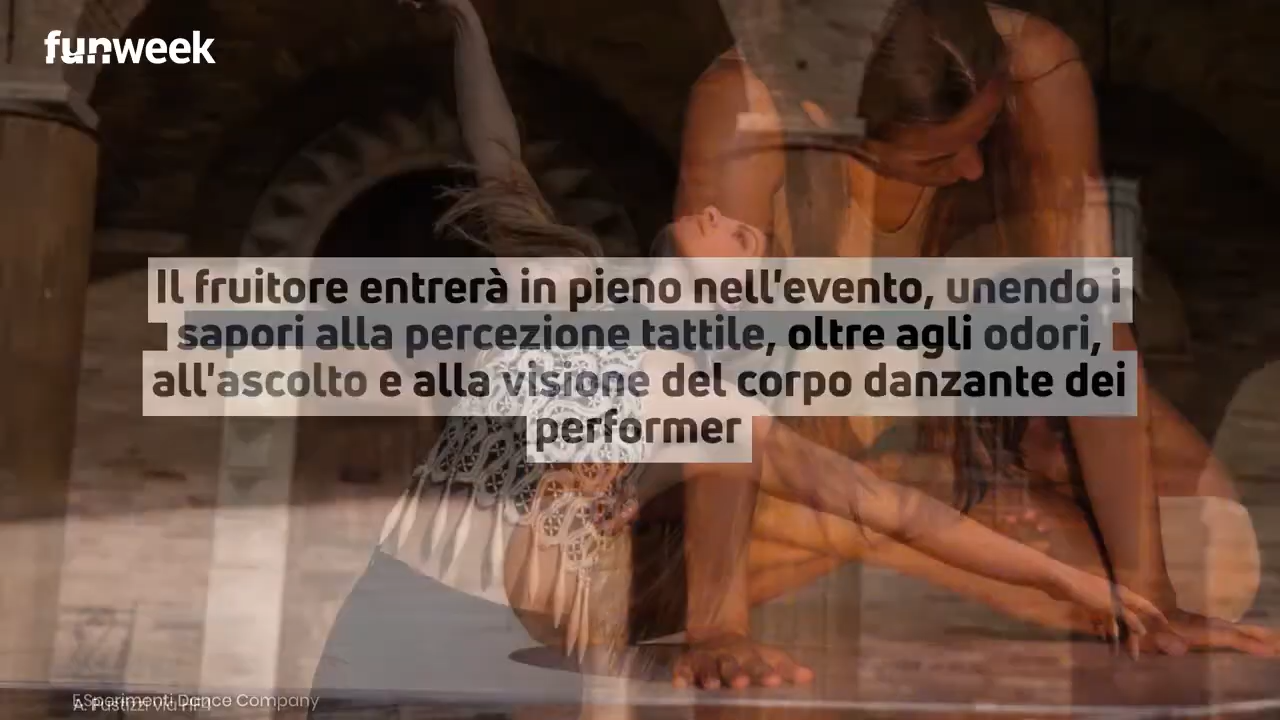 funweek
Il fruitore entrerà in pieno nell'evento, unendo i
sapori alla percezione tattile, oltre agli odori,
all'ascolto e alla visione del corpo danzante dei
performer
ESperimenti Dance Company